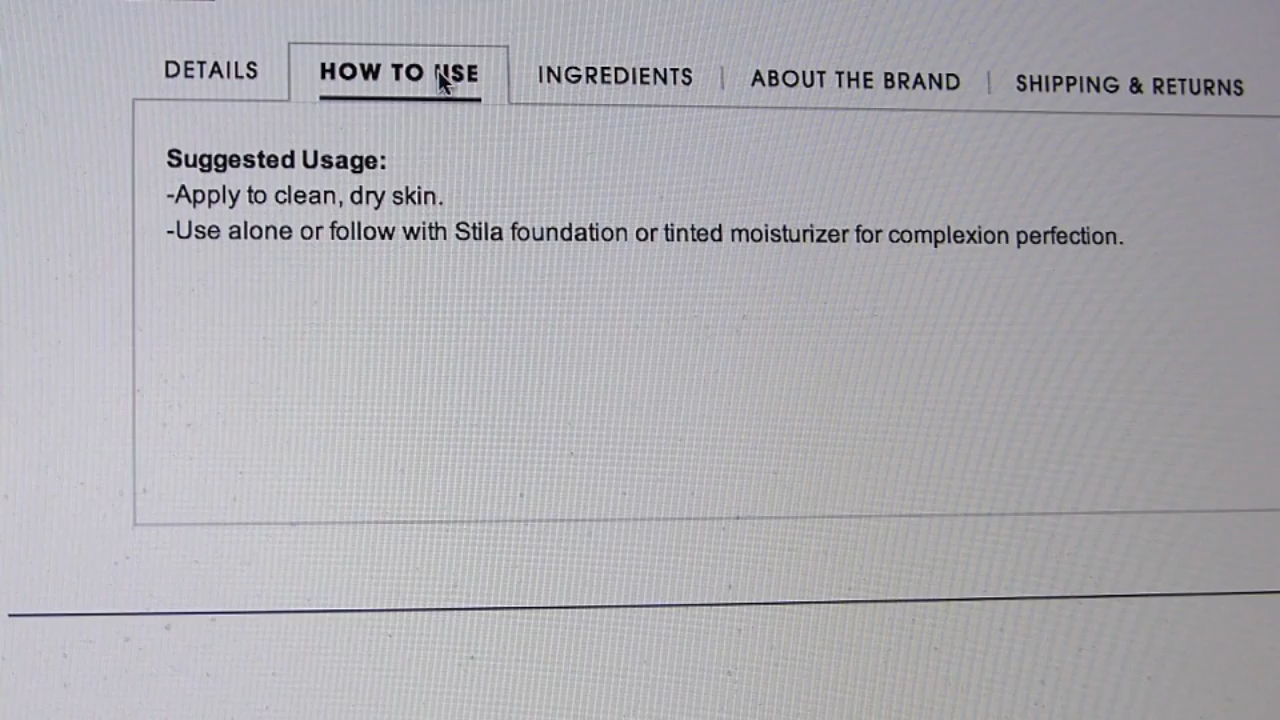 DETAILS HOW TO USE INGREDIENTS | ABOUT THE BRAND | SHIPPING & RETURNS
Suggested Usage:
-Apply to clean, dry skin.
-Use alone or follow with Stila foundation or tinted moisturizer for complexion perfection.